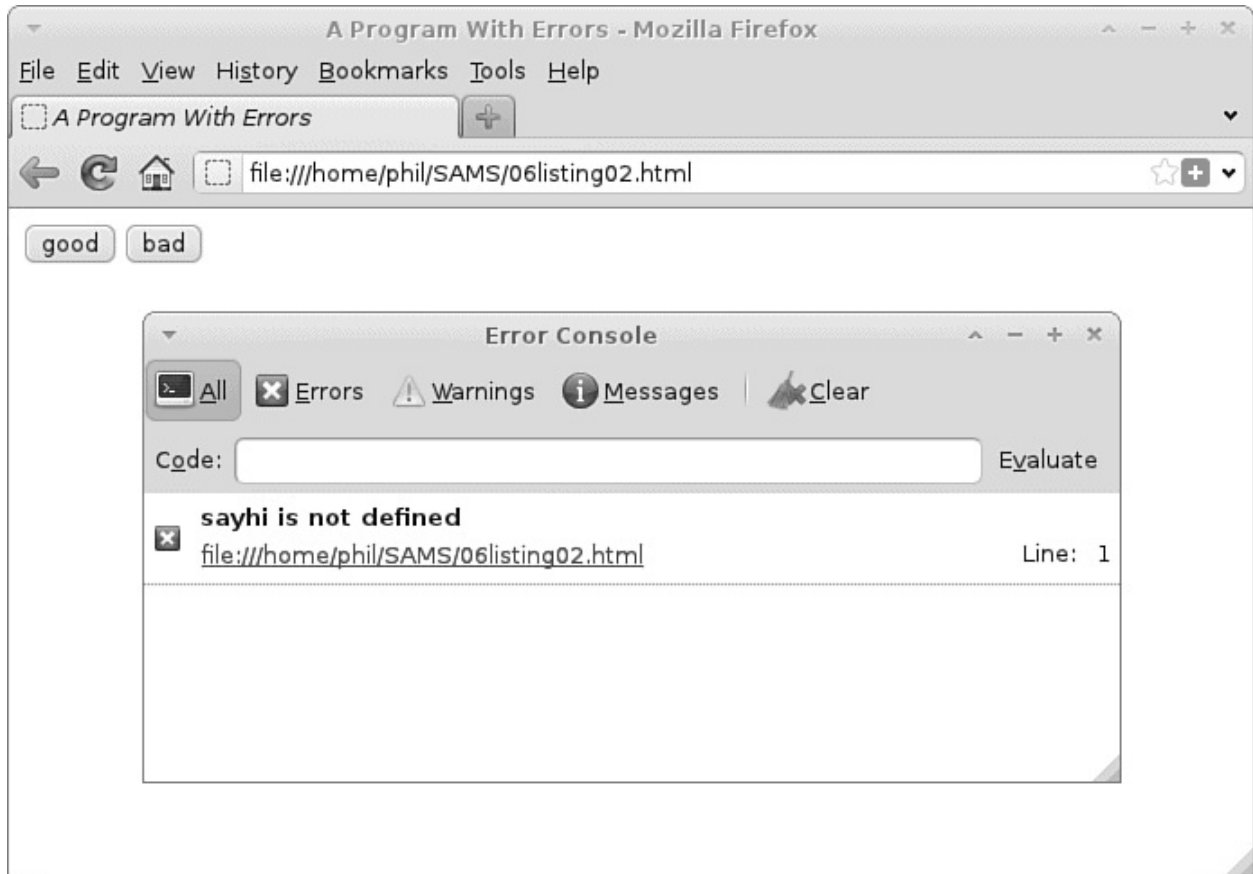 A Program With Errors - Mozilla Firefox
File Edit View History Bookmarks Tools Help
A Program With Errors
file:///home/phil/SAMS/06listing02.html
good bad
Error Console
All Errors Warnings Messages Clear
Code: Evaluate
sayhi is not defined
file:///home/phil/SAMS/06listing02.html Line: 1